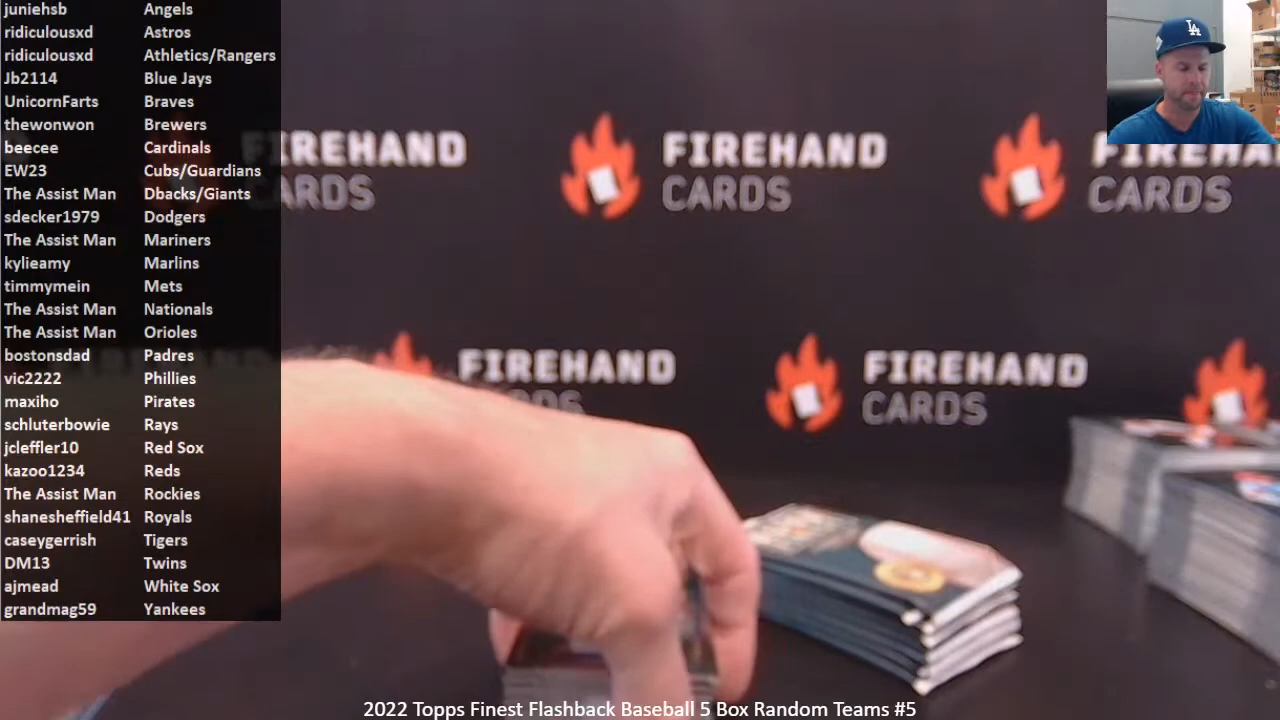 juniehsb Angels
ridiculousxd Astros
ridiculousxd Athletics/Rangers
Jb2114 Blue Jays
UnicornFarts Braves
thewonwon Brewers
beecee Cardinals
EW23 Cubs/Guardians
The Assist Man Dbacks/Giants
sdecker1979 Dodgers
The Assist Man Mariners
kylieamy Marlins
timmymein Mets
The Assist Man Nationals
The Assist Man Orioles
bostonsdad Padres
vic2222 Phillies
maxiho Pirates
schluterbowie Rays
jcleffler10 Red Sox
kazoo1234 Reds
The Assist Man Rockies
shanesheffield41 Royals
caseygerrish Tigers
DM13 Twins
ajmead White Sox
grandmag59 Yankees
FIREHAND
CARDS
FIREHAND
CARDS
FIREHA
CARDS
FIREHAND
CARDS
FIREHAND
CARDS
LA
2022 Topps Finest Flashback Baseball 5 Box Random Teams #5